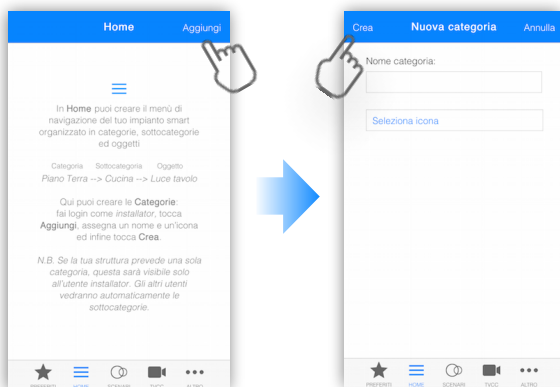 Home
Aggiungi
In Home puoi creare il menù di
navigazione del tuo impianto smart
organizzato in categorie, sottocategorie
ed oggetti
Categoria Sottocategoria Oggetto
Piano Terra --> Cucina --> Luce tavolo
Qui puoi creare le Categorie:
fai login come installator, tocca
Aggiungi, assegna un nome e un'icona
ed infine tocca Crea.
N.B. Se la tua struttura prevede una sola
categoria, questa sarà visibile solo
all'utente installator. Gli altri utenti
vedranno automaticamente le
sottocategorie.
PREFERITI HOME SCENARI TVCC ALTRO
Crea Nuova categoria Annulla
Nome categoria:
Seleziona icona
PREFERITI HOME SCENARI TVCC ALTRO